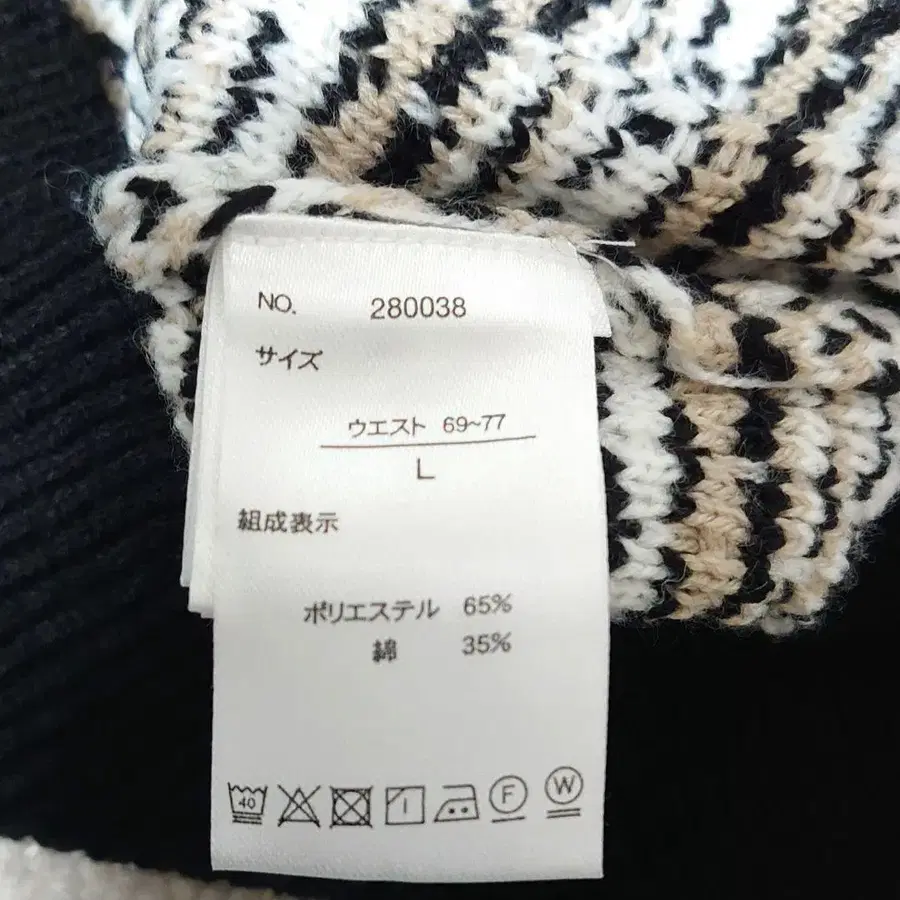 NO. 280038
サイズ
ウエスト 69~77
L
組成表示
ポリエステル 65%
綿 35%
40 F W